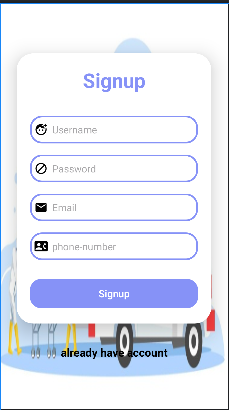 Signup
Username
Password
Email
phone-number
Signup
already have account